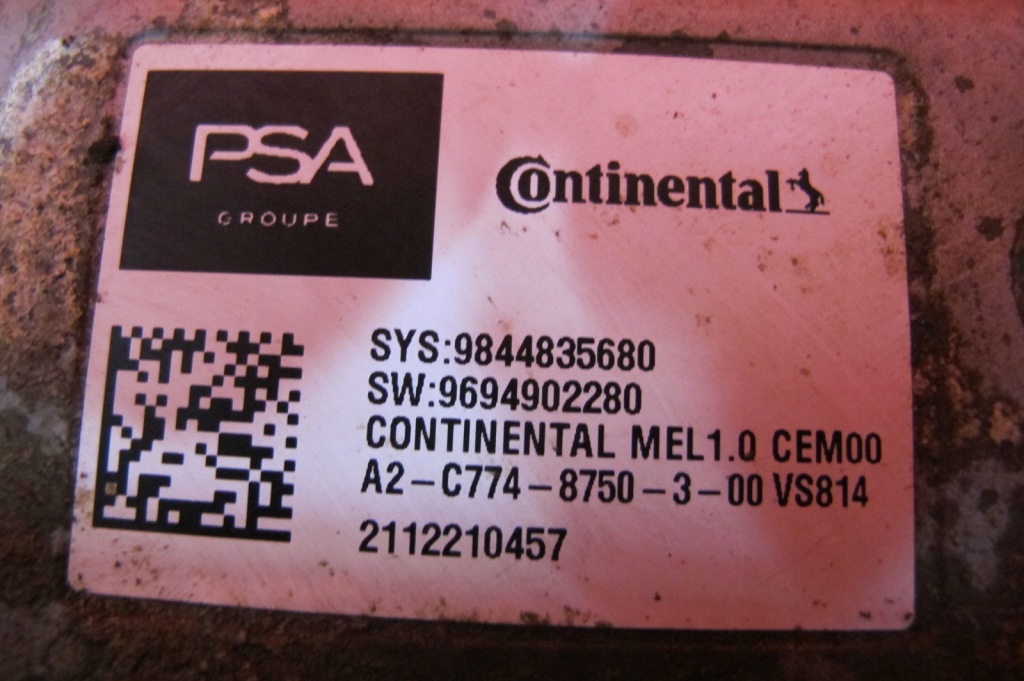 PSA
GROUPE
Continental
SYS:9844835680
SW:9694902280
CONTINENTAL MEL1.0 CEM00
A2-C774-8750-3-00 VS814
2112210457